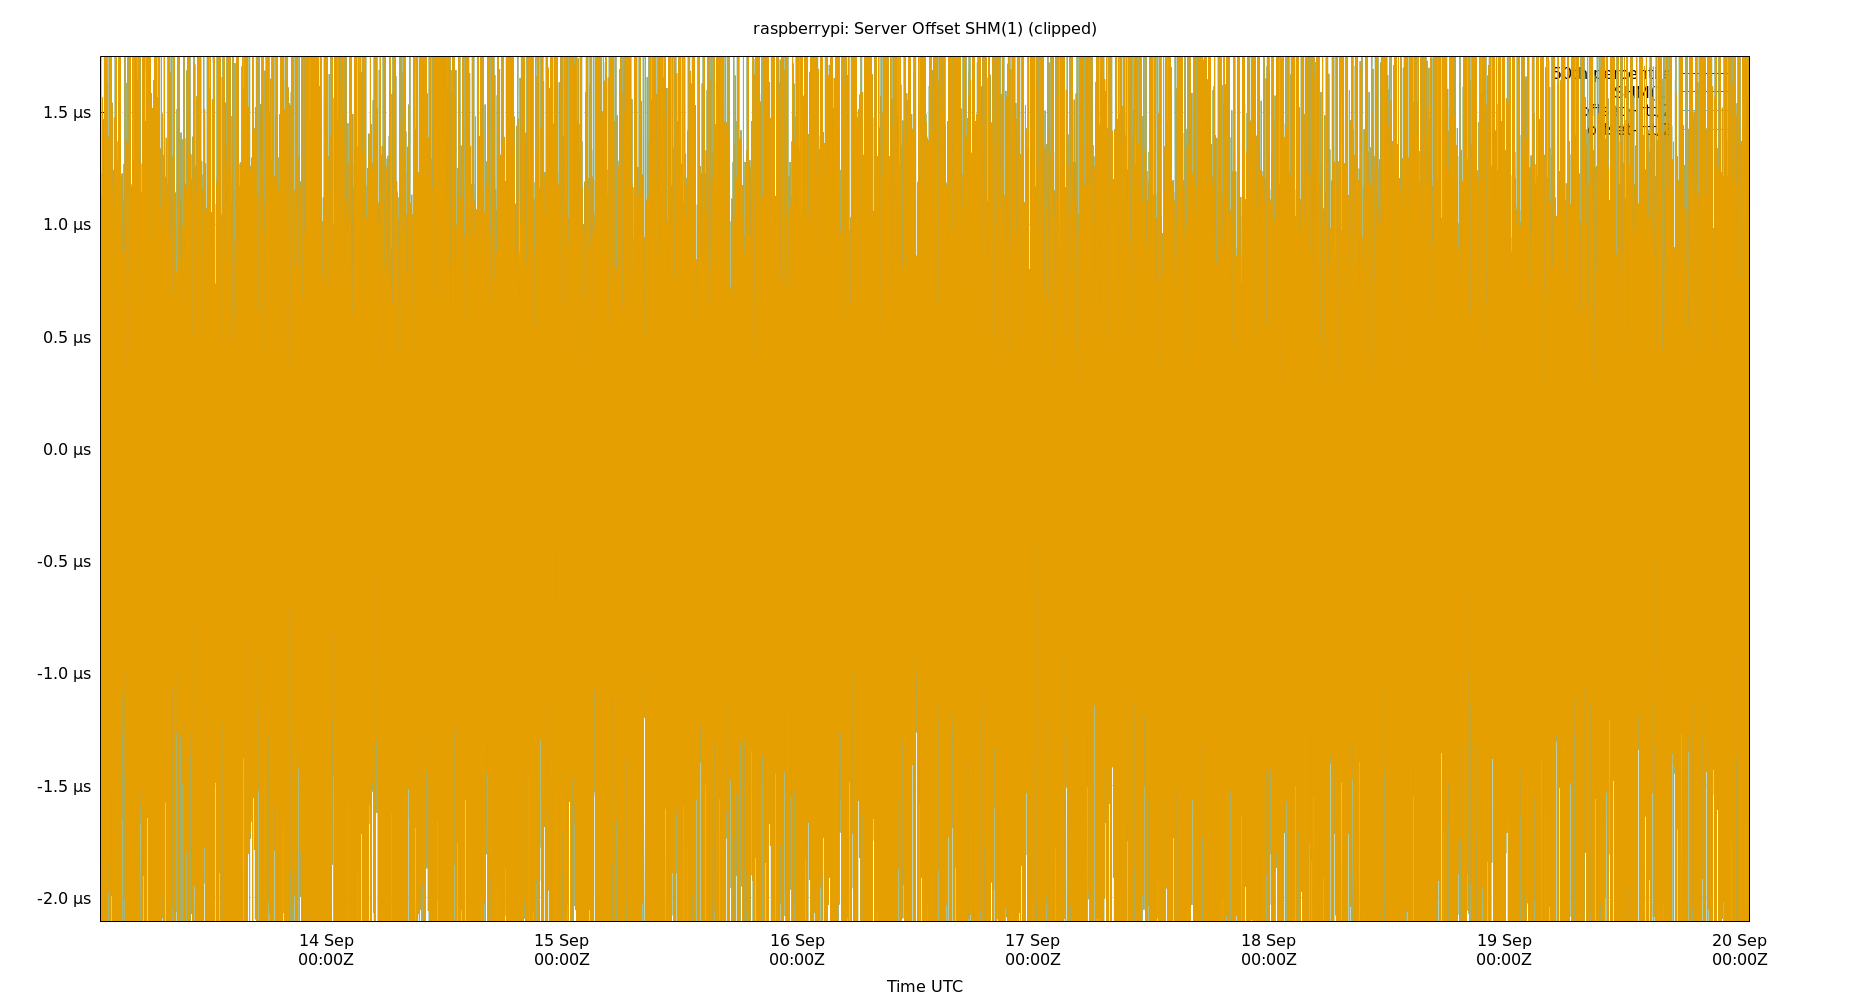 raspberrypi: Server Offset SHM(1) (clipped)
50th percentile
1.5 µs
1.0 µs
0.5 µs
0.0 µs
-0.5 µs
-1.0 µs
-1.5 µs
-2.0 µs
14 Sep 15 Sep 16 Sep 17 Sep 18 Sep 19 Sep 20 Sep
00:00Z 00:00Z 00:00Z 00:00Z 00:00Z 00:00Z 00:00Z
Time UTC